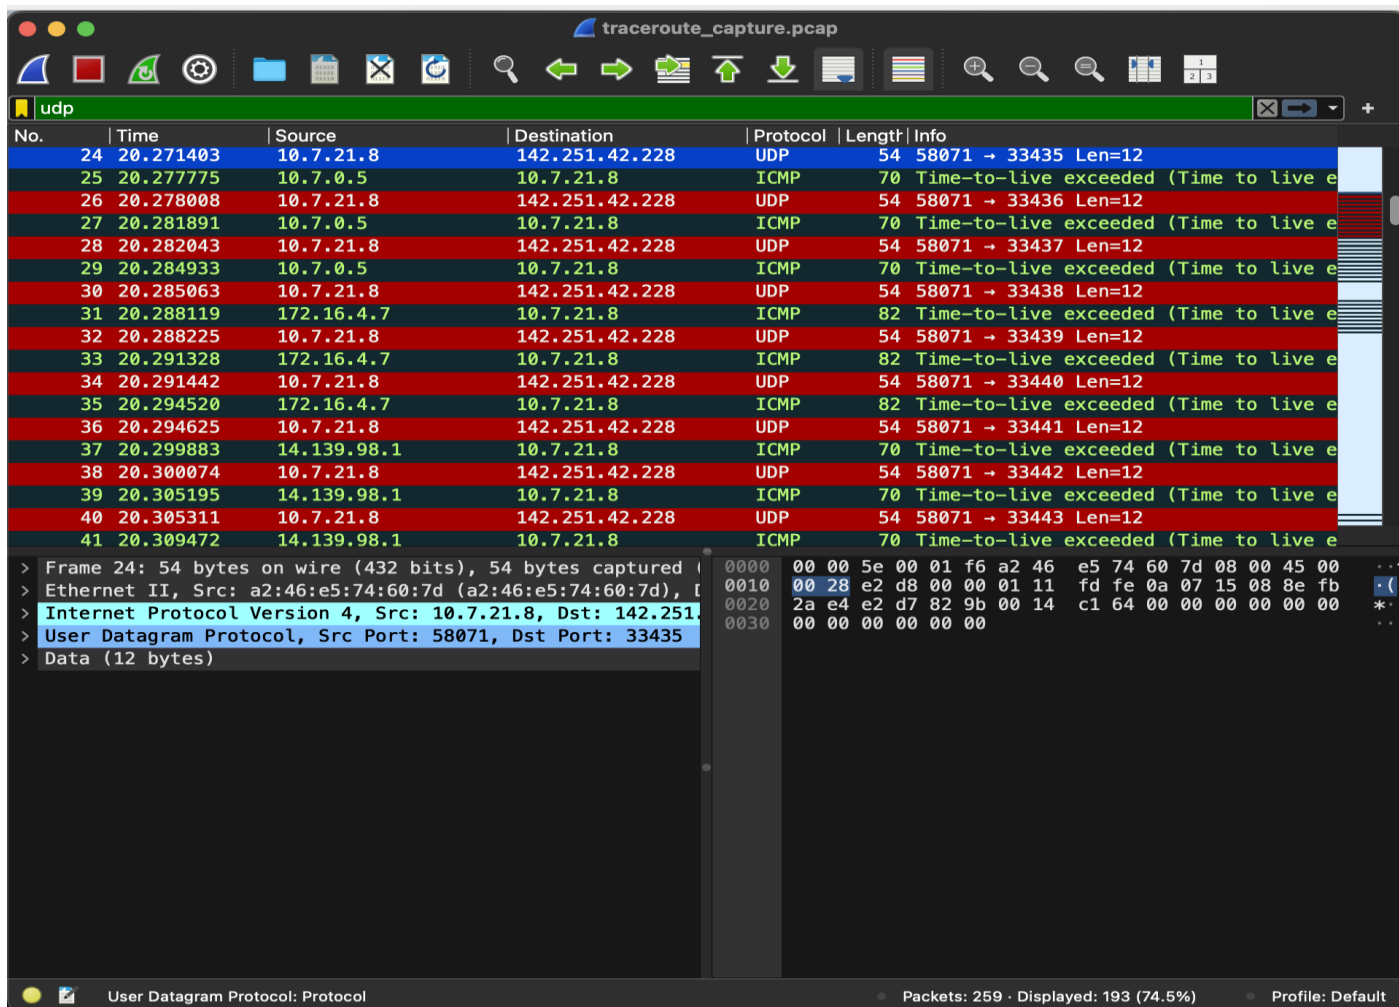 traceroute_capture.pcap
udp
No. Time Source Destination Protocol Length Info
24 20.271403 10.7.21.8 142.251.42.228 UDP 54 58071 → 33435 Len=12
25 20.277775 10.7.0.5 10.7.21.8 ICMP 70 Time-to-live exceeded (Time to live e
26 20.278008 10.7.21.8 142.251.42.228 UDP 54 58071 → 33436 Len=12
27 20.281891 10.7.0.5 10.7.21.8 ICMP 70 Time-to-live exceeded (Time to live e
28 20.282043 10.7.21.8 142.251.42.228 UDP 54 58071 → 33437 Len=12
29 20.284933 10.7.0.5 10.7.21.8 ICMP 70 Time-to-live exceeded (Time to live e
30 20.285063 10.7.21.8 142.251.42.228 UDP 54 58071 → 33438 Len=12
31 20.288119 172.16.4.7 10.7.21.8 ICMP 82 Time-to-live exceeded (Time to live e
32 20.288225 10.7.21.8 142.251.42.228 UDP 54 58071 → 33439 Len=12
33 20.291328 172.16.4.7 10.7.21.8 ICMP 82 Time-to-live exceeded (Time to live e
34 20.291442 10.7.21.8 142.251.42.228 UDP 54 58071 → 33440 Len=12
35 20.294520 172.16.4.7 10.7.21.8 ICMP 82 Time-to-live exceeded (Time to live e
36 20.294625 10.7.21.8 142.251.42.228 UDP 54 58071 → 33441 Len=12
37 20.299883 14.139.98.1 10.7.21.8 ICMP 70 Time-to-live exceeded (Time to live e
38 20.300074 10.7.21.8 142.251.42.228 UDP 54 58071 → 33442 Len=12
39 20.305195 14.139.98.1 10.7.21.8 ICMP 70 Time-to-live exceeded (Time to live e
40 20.305311 10.7.21.8 142.251.42.228 UDP 54 58071 → 33443 Len=12
41 20.309472 14.139.98.1 10.7.21.8 ICMP 70 Time-to-live exceeded (Time to live e
> Frame 24: 54 bytes on wire (432 bits), 54 bytes captured (
> Ethernet II, Src: a2:46:e5:74:60:7d (a2:46:e5:74:60:7d), D
> Internet Protocol Version 4, Src: 10.7.21.8, Dst: 142.251.
> User Datagram Protocol, Src Port: 58071, Dst Port: 33435
> Data (12 bytes)
0000 00 00 5e 00 01 f6 a2 46 e5 74 60 7d 08 00 45 00
0010 00 28 e2 d8 00 00 01 11 fd fe 0a 07 15 08 8e fb ·(
0020 2a e4 e2 d7 82 9b 00 14 c1 64 00 00 00 00 00 00 *·
0030 00 00 00 00 00 00 ··
User Datagram Protocol: Protocol
Packets: 259 · Displayed: 193 (74.5%)
Profile: Default